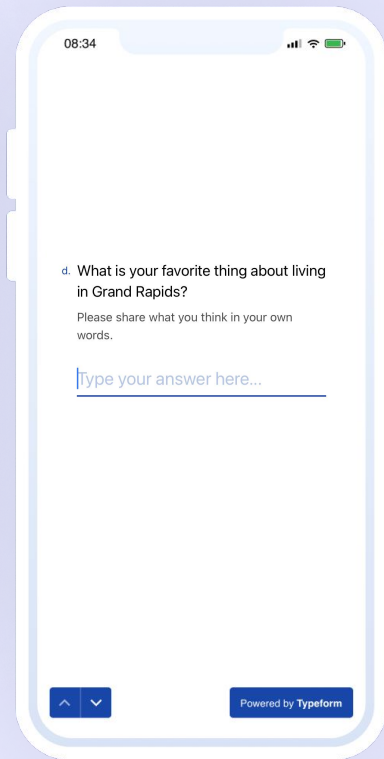 08:34
d. What is your favorite thing about living
in Grand Rapids?
Please share what you think in your own
words.
Type your answer here...
Powered by Typeform